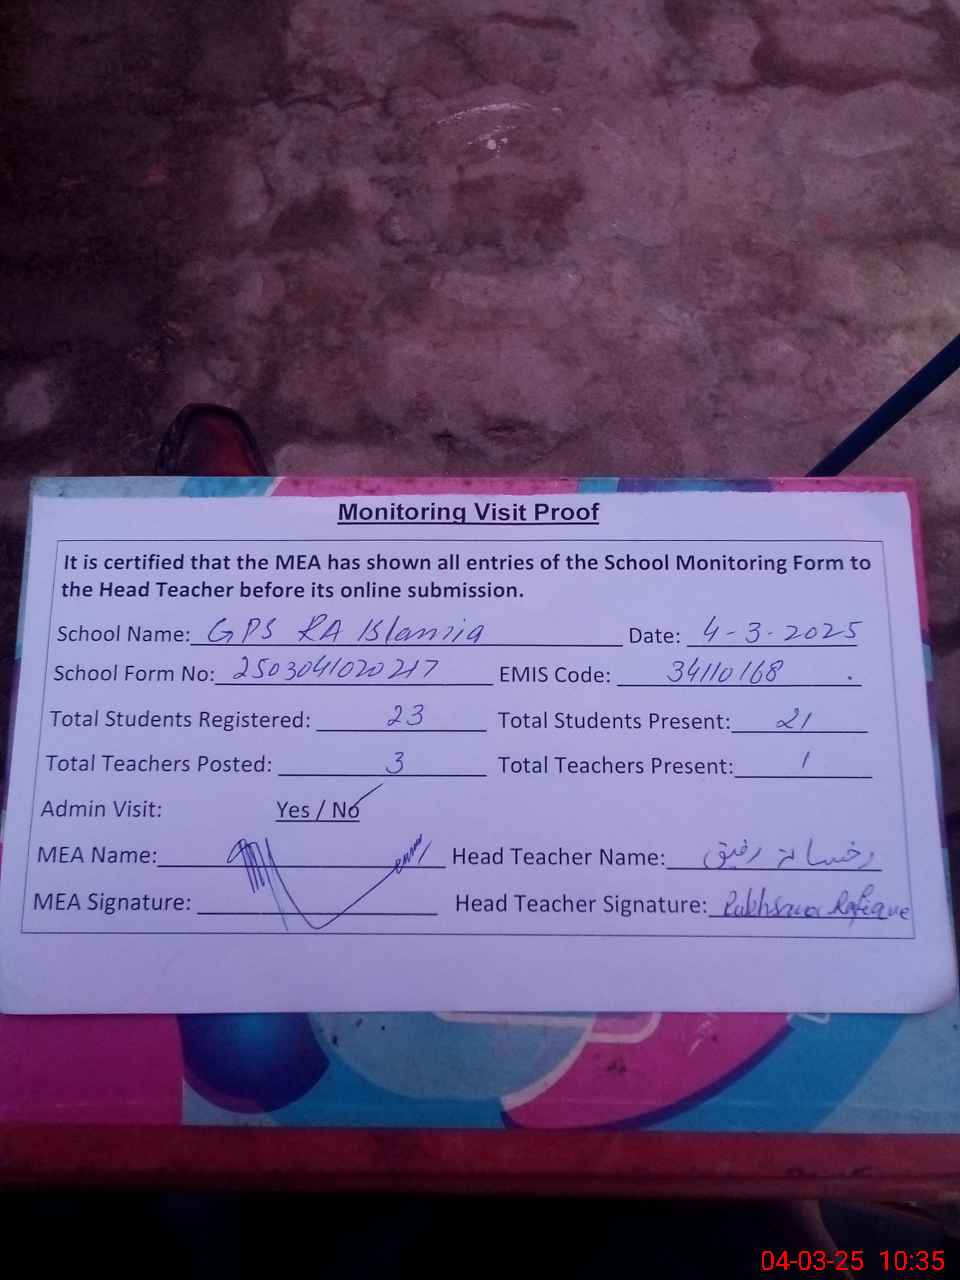 Monitoring Visit Proof
It is certified that the MEA has shown all entries of the School Monitoring Form to
the Head Teacher before its online submission.
School Name: GPS RA Islamia Date: 4-3-2025
School Form No: 2503041020217 EMIS Code: 34110168
Total Students Registered: 23 Total Students Present: 21
Total Teachers Posted: 3 Total Teachers Present: 1
Admin Visit: Yes / No
MEA Name: Head Teacher Name: رخسانہ رفیق
MEA Signature: Head Teacher Signature: Rukhsana Rafique
04-03-25 10:35